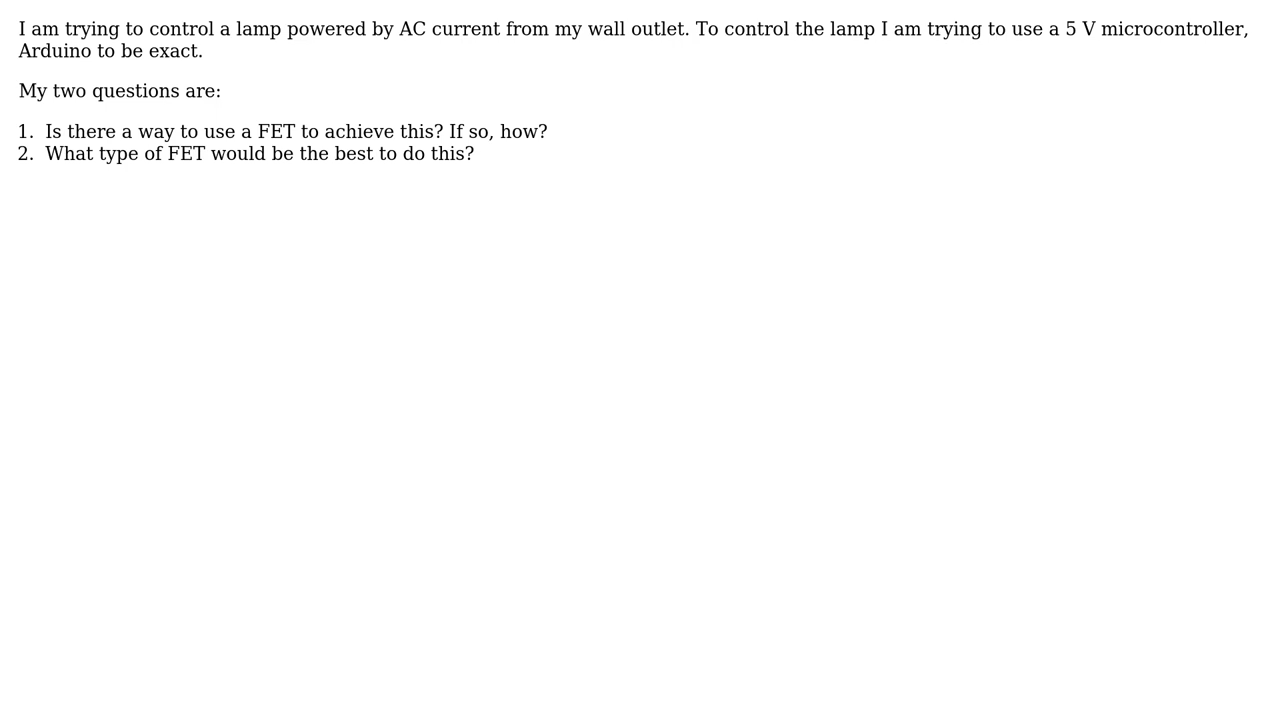 I am trying to control a lamp powered by AC current from my wall outlet. To control the lamp I am trying to use a 5 V microcontroller,
Arduino to be exact.
My two questions are:
1. Is there a way to use a FET to achieve this? If so, how?
2. What type of FET would be the best to do this?